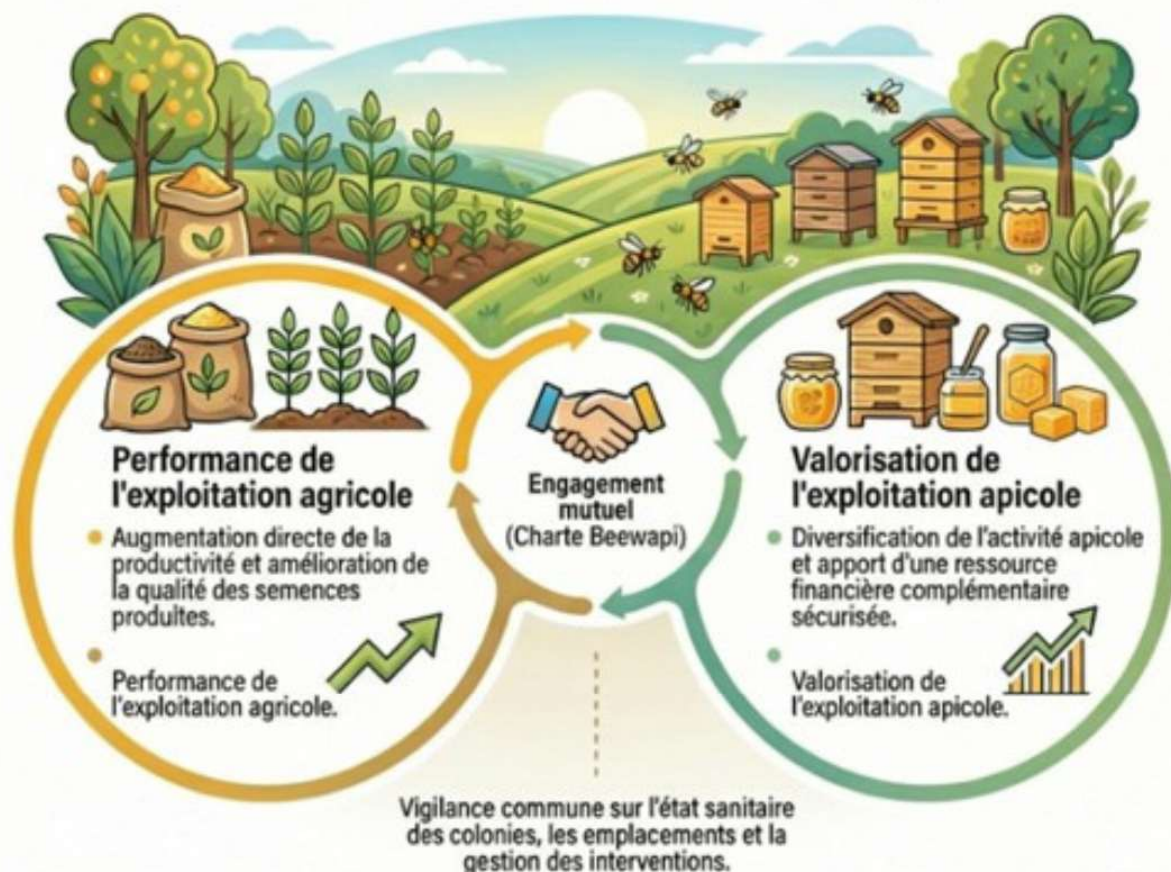 Performance de
l'exploitation agricole
Augmentation directe de la
productivité et amélioration de
la qualité des semences
produites.
Performance de
l'exploitation agricole.
Engagement
mutuel
(Charte Beewapi)
Valorisation de
l'exploitation apicole
Diversification de l'activité apicole
et apport d'une ressource
financière complémentaire
sécurisée.
Valorisation de
l'exploitation apicole.
Vigilance commune sur l'état sanitaire
des colonies, les emplacements et la
gestion des interventions.